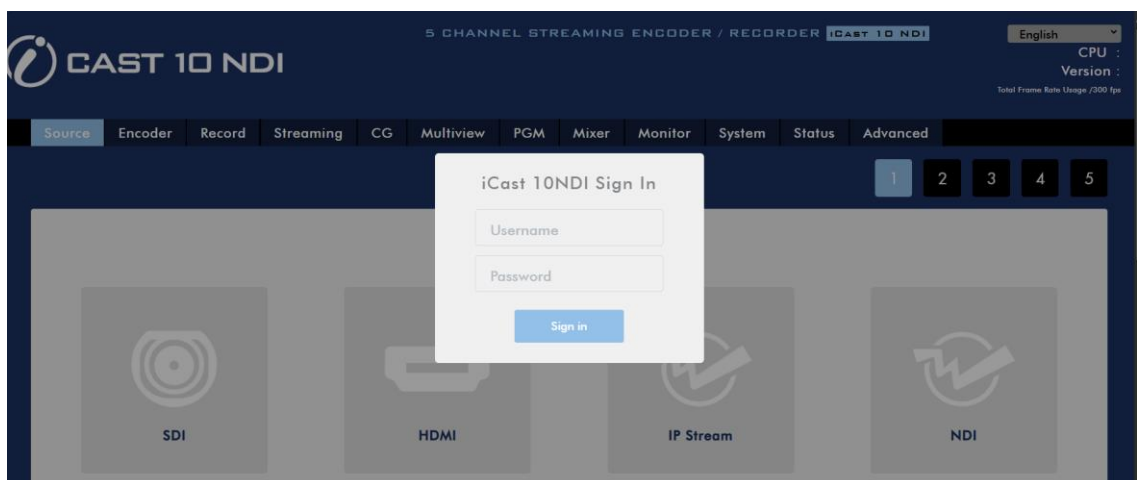 5 CHANNEL STREAMING ENCODER / RECORDER iCAST 10 NDI
English
CPU :
Version :
Total Frame Rate Usage /300 fps
iCAST 10 NDI
Source Encoder Record Streaming CG Multiview PGM Mixer Monitor System Status Advanced
1 2 3 4 5
iCast 10NDI Sign In
Username
Password
Sign in
SDI HDMI IP Stream NDI